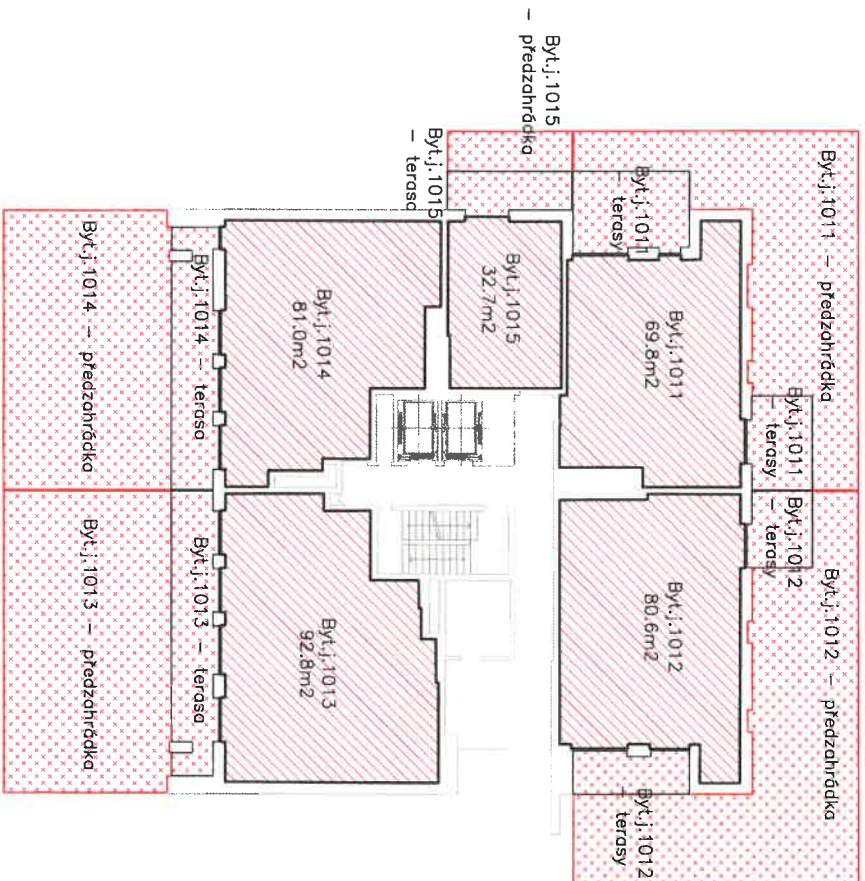 Byt.j.1011 – předzahrádka
Byt.j.1012 – předzahrádka
Byt.j.1011
– terasy
Byt.j.1012
– terasy
Byt.j.1011
69.8m2
Byt.j.1012
80.6m2
Byt.j.1011
– terasy
Byt.j.1012
– terasy
Byt.j.1015
– předzahrádka
Byt.j.1015
32.7m2
Byt.j.1015
– terasa
Byt.j.1014
81.0m2
Byt.j.1013
92.8m2
Byt.j.1014 – terasa
Byt.j.1013 – terasa
Byt.j.1014 – předzahrádka
Byt.j.1013 – předzahrádka